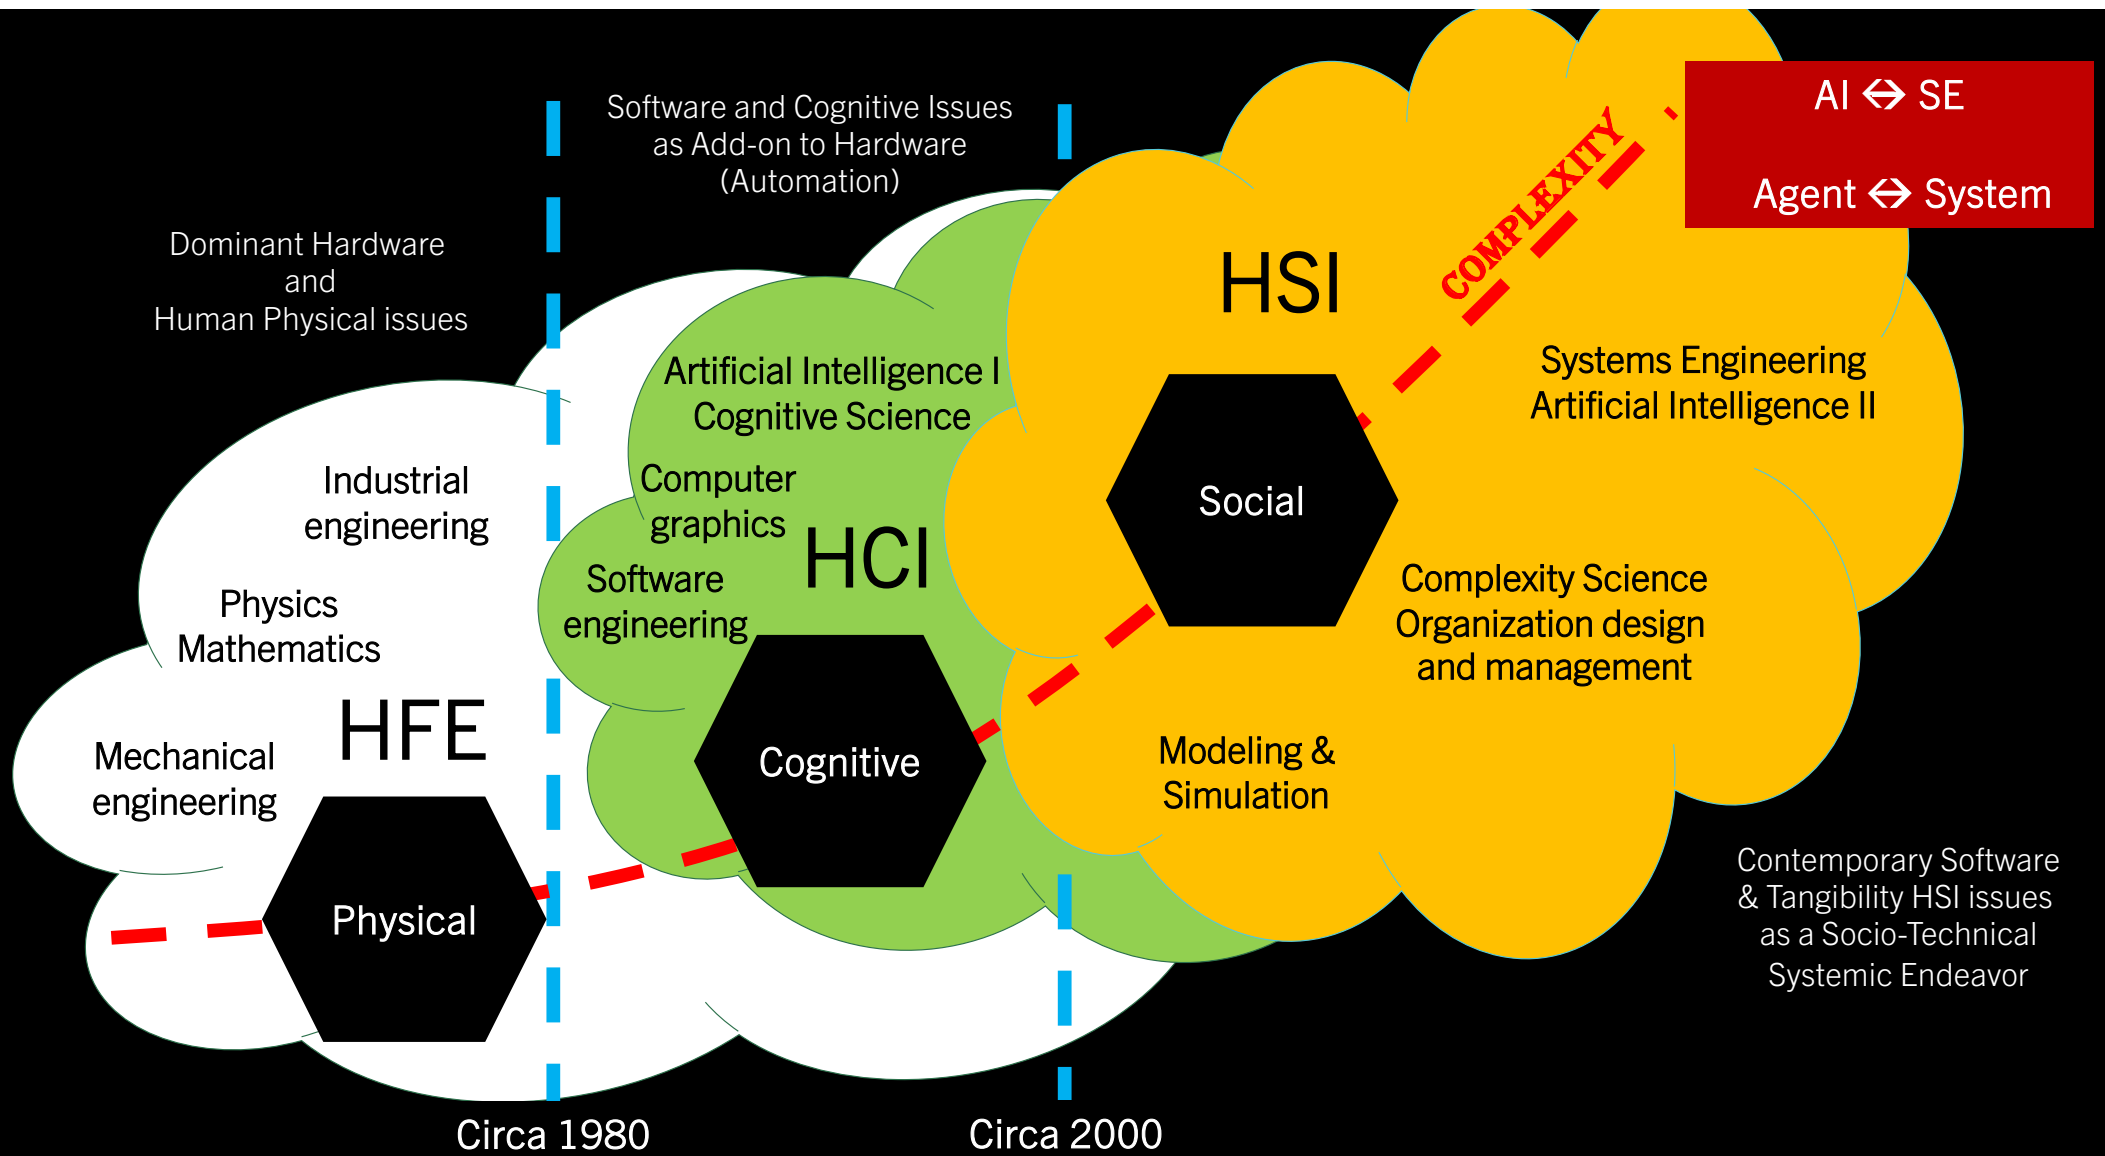 Dominant Hardware
and
Human Physical issues
Software and Cognitive Issues
as Add-on to Hardware
(Automation)
AI ↔ SE
Agent ↔ System
COMPLEXITY
HSI
Systems Engineering
Artificial Intelligence II
Social
Complexity Science
Organization design
and management
Modeling &
Simulation
Artificial Intelligence I
Cognitive Science
Computer
graphics
HCI
Software
engineering
Cognitive
Industrial
engineering
Physics
Mathematics
HFE
Mechanical
engineering
Physical
Contemporary Software
& Tangibility HSI issues
as a Socio-Technical
Systemic Endeavor
Circa 1980
Circa 2000